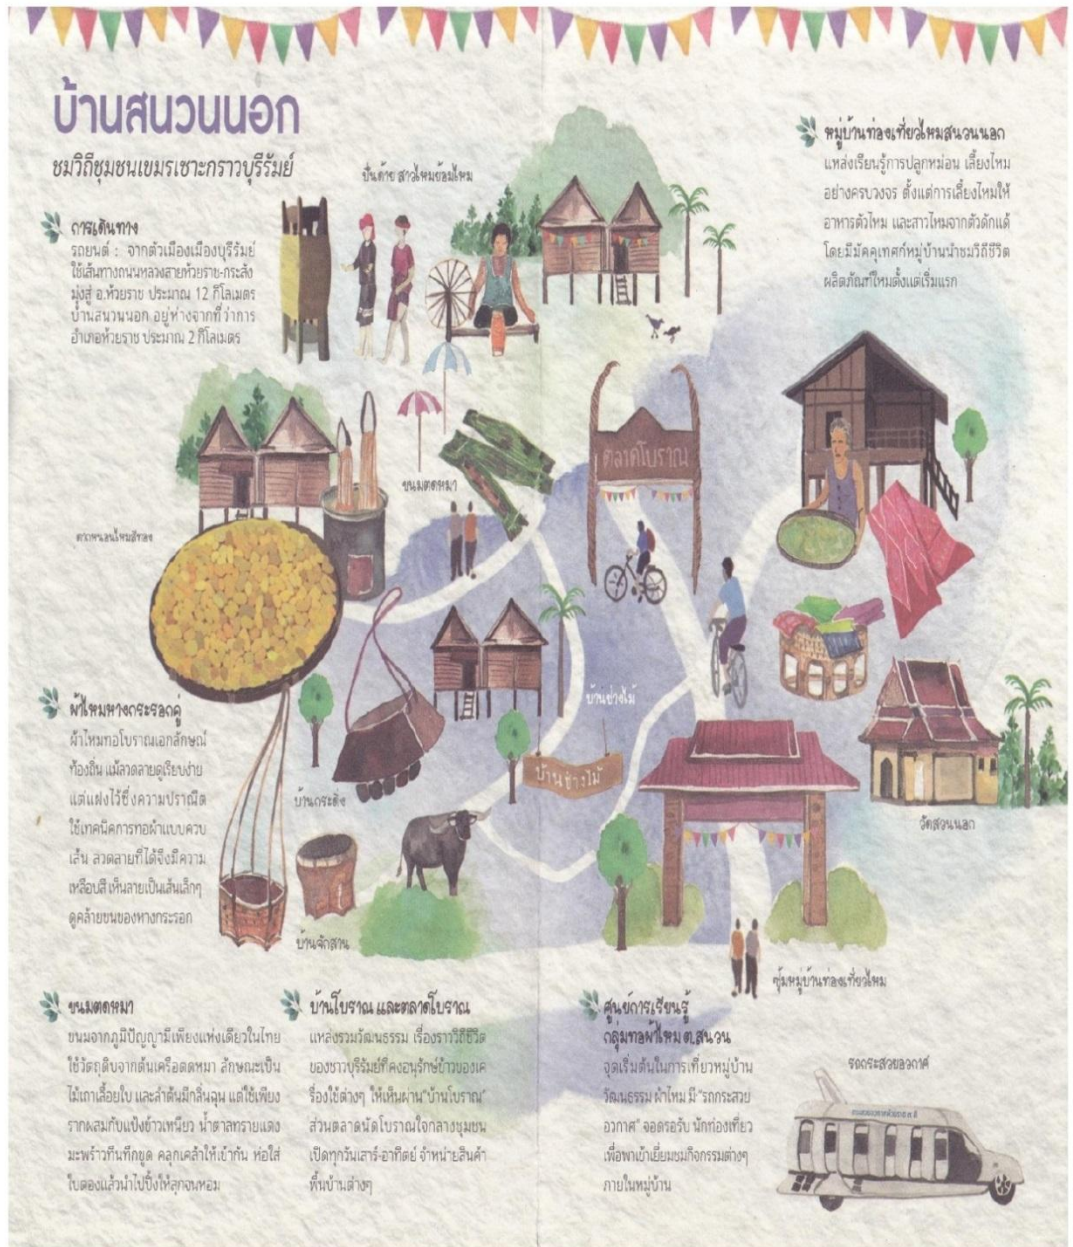 บ้านสนวนนอก
ชมวิถีชุมชนเขมรเซาะกราวบุรีรัมย์
การเดินทาง
รถยนต์ : จากตัวเมืองเมืองบุรีรัมย์
ใช้เส้นทางถนนหลวงสายห้วยราช-กระสัง
มุ่งสู่ อ.ห้วยราช ประมาณ 12 กิโลเมตร
บ้านสนวนนอก อยู่ห่างจากที่ว่าการ
อำเภอห้วยราช ประมาณ 2 กิโลเมตร
ปั่นด้าย สาวไหมย้อมไหม
หมู่บ้านท่องเที่ยวไหมสนวนนอก
แหล่งเรียนรู้การปลูกหม่อน เลี้ยงไหม
อย่างครบวงจร ตั้งแต่การเลี้ยงไหมให้
อาหารตัวไหม และสาวไหมจากตัวดักแด้
โดยมีมัคคุเทศก์หมู่บ้านนำชมวิถีชีวิต
ผลิตภัณฑ์ไหมตั้งแต่เริ่มแรก
ตลาดโบราณ
ขนมตดหมา
ตากหนอนไหมสีทอง
ผ้าไหมหางกระรอกคู่
ผ้าไหมทอโบราณเอกลักษณ์
ท้องถิ่น แม้ลวดลายดูเรียบง่าย
แต่แฝงไว้ซึ่งความปราณีต
ใช้เทคนิคการทอผ้าแบบควบ
เส้น ลวดลายที่ได้จึงมีความ
เหลือบสี เห็นลายเป็นเส้นเล็กๆ
ดูคล้ายขนของหางกระรอก
บ้านช่างไม้
บ้านช่างไม้
บ้านกระดิ่ง
บ้านจักสาน
วัดสวนนอก
ซุ้มหมู่บ้านท่องเที่ยวไหม
ขนมตดหมา
ขนมจากภูมิปัญญามีเพียงแห่งเดียวในไทย
ใช้วัตถุดิบจากต้นเครือตดหมา ลักษณะเป็น
ไม้เถาเลื้อยใบ และลำต้นมีกลิ่นฉุน แต่ใช้เพียง
รากผสมกับแป้งข้าวเหนียว น้ำตาลทรายแดง
มะพร้าวทึนทึกขูด คลุกเคล้าให้เข้ากัน ห่อใส่
ใบตองแล้วนำไปปิ้งให้สุกจนหอม
บ้านโบราณ และตลาดโบราณ
แหล่งรวมวัฒนธรรม เรื่องราววิถีชีวิต
ของชาวบุรีรัมย์ที่คงอนุรักษ์ข้าวของเค
รื่องใช้ต่างๆ ให้เห็นผ่าน"บ้านโบราณ"
ส่วนตลาดนัดโบราณใจกลางชุมชน
เปิดทุกวันเสาร์-อาทิตย์ จำหน่ายสินค้า
พื้นบ้านต่างๆ
ศูนย์การเรียนรู้
กลุ่มทอผ้าไหม ต.สนวน
จุดเริ่มต้นในการเที่ยวหมู่บ้าน
วัฒนธรรม ผ้าไหม มี"รถกระสวย
อวกาศ" จอดรอรับ นักท่องเที่ยว
เพื่อพาเข้าเยี่ยมชมกิจกรรมต่างๆ
ภายในหมู่บ้าน
รถกระสวยอวกาศ